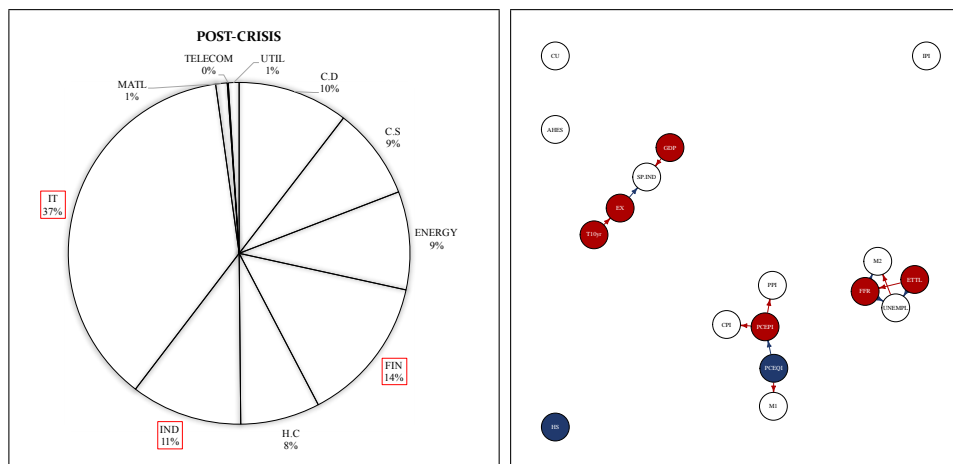 POST-CRISIS
TELECOM
0%
UTIL
1%
MATL
1%
C.D
10%
C.S
9%
IT
37%
ENERGY
9%
FIN
14%
IND
11%
H.C
8%
CU
IPI
AHES
GDP
SP.IND
EX
T10yr
M2
ETTL
FFR
UNEMPL
PPI
CPI
PCEPI
PCEQI
M1
HS